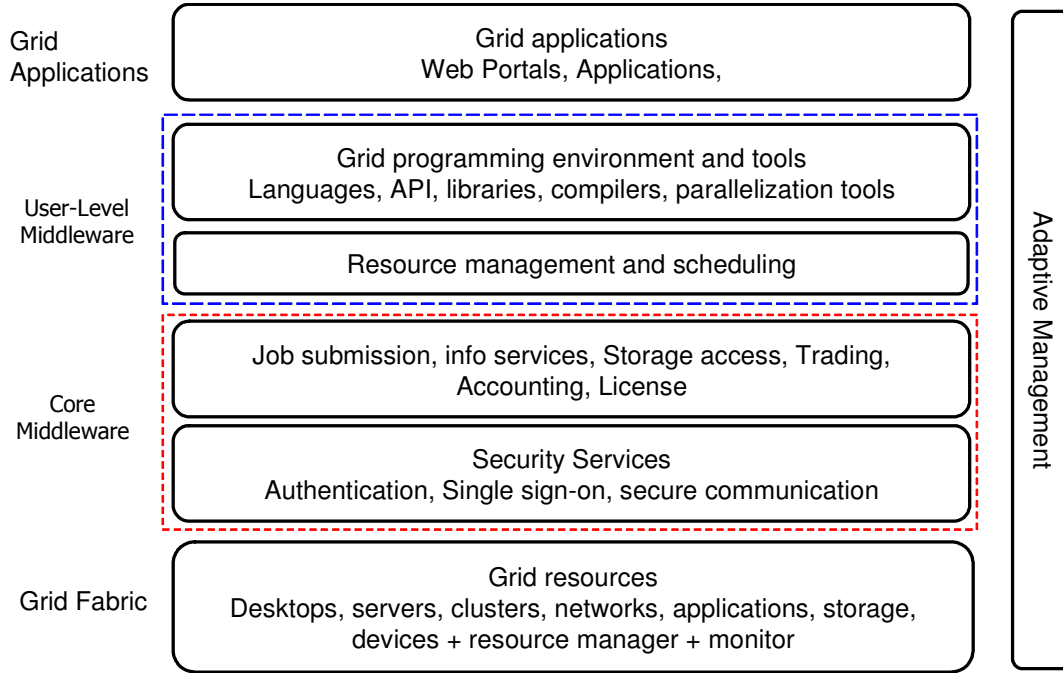 Grid
Applications
Grid applications
Web Portals, Applications,
User-Level
Middleware
Grid programming environment and tools
Languages, API, libraries, compilers, parallelization tools
Resource management and scheduling
Core
Middleware
Job submission, info services, Storage access, Trading,
Accounting, License
Security Services
Authentication, Single sign-on, secure communication
Grid Fabric
Grid resources
Desktops, servers, clusters, networks, applications, storage,
devices + resource manager + monitor
Adaptive Management